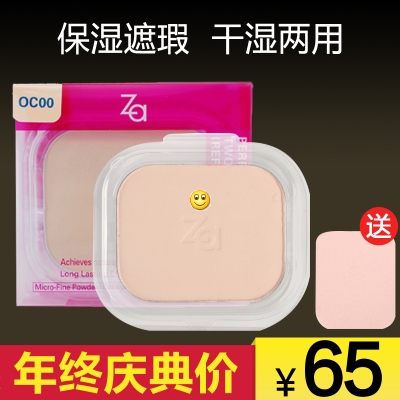 保湿遮瑕 干湿两用
OC00
Za
Za
Achieves
Long Las
Micro-Fine Powde
TWO
送
年终庆典价
¥65